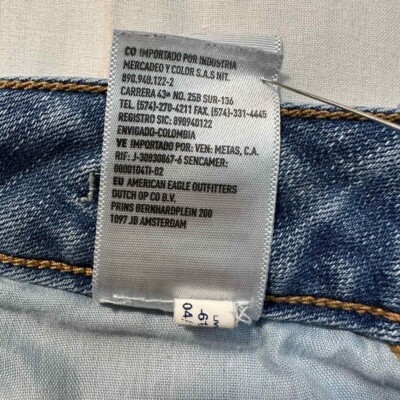 CO IMPORTADO POR INDUSTRIA
MERCADEO Y COLOR S.A.S NIT.
890.940.122-2
CARRERA 43ª NO. 25B SUR-136
TEL. (574)-270-4211 FAX. (574)-331-4445
REGISTRO SIC: 890940122
ENVIGADO-COLOMBIA
VE IMPORTADO POR: VEN: METAS, C.A.
RIF: J-30830867-6 SENCAMER:
0000104TI-02
EU AMERICAN EAGLE OUTFITTERS
DUTCH OP CO B.V.
PRINS BERNHARDPLEIN 200
1097 JB AMSTERDAM
-61
04/